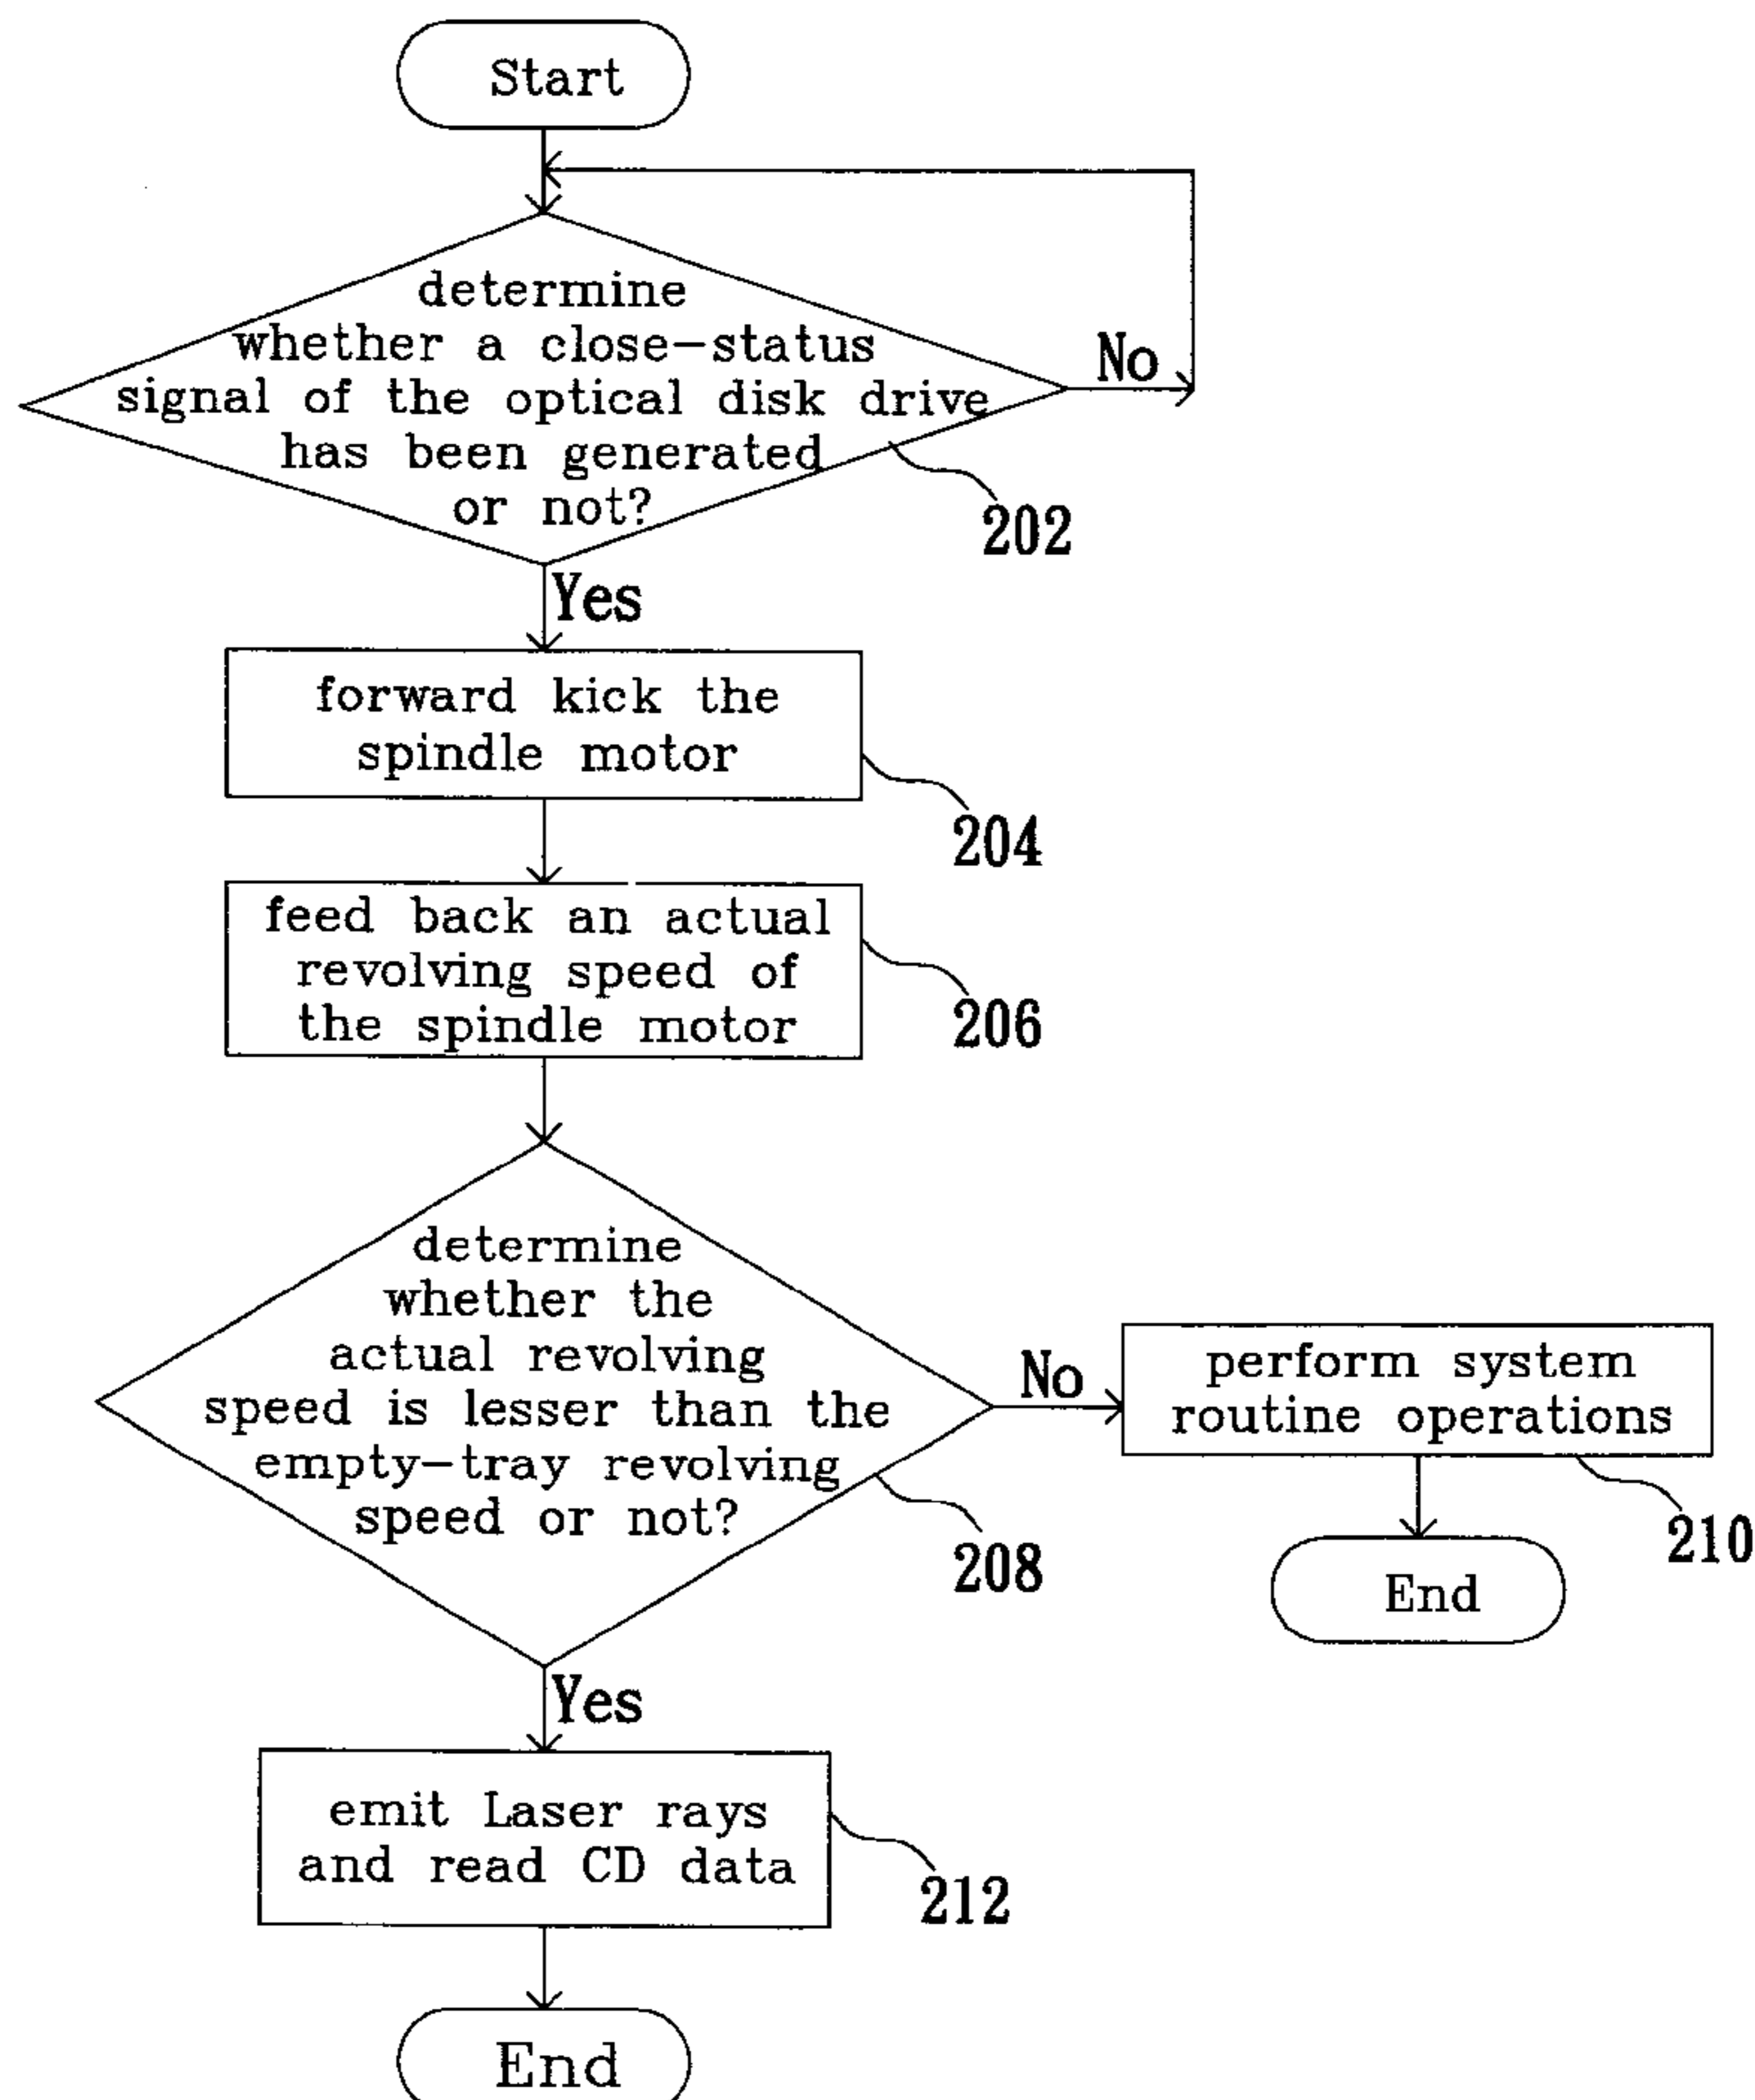 Start
determine
whether a close-status
signal of the optical disk drive
has been generated
or not?
No
202
Yes
forward kick the
spindle motor
204
feed back an actual
revolving speed of
the spindle motor
206
determine
whether the
actual revolving
speed is lesser than the
empty-tray revolving
speed or not?
208
No
perform system
routine operations
210
End
Yes
emit Laser rays
and read CD data
212
End